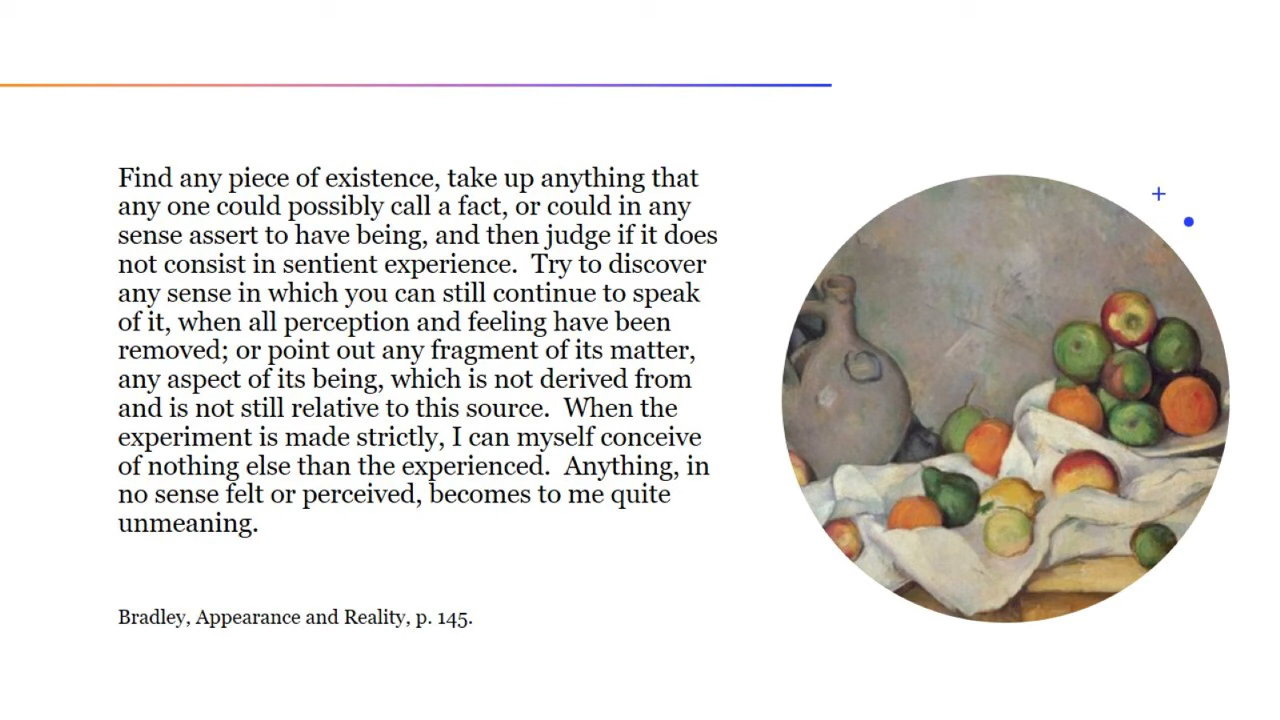 Find any piece of existence, take up anything that
any one could possibly call a fact, or could in any
sense assert to have being, and then judge if it does
not consist in sentient experience.  Try to discover
any sense in which you can still continue to speak
of it, when all perception and feeling have been
removed; or point out any fragment of its matter,
any aspect of its being, which is not derived from
and is not still relative to this source.  When the
experiment is made strictly, I can myself conceive
of nothing else than the experienced.  Anything, in
no sense felt or perceived, becomes to me quite
unmeaning.
Bradley, Appearance and Reality, p. 145.